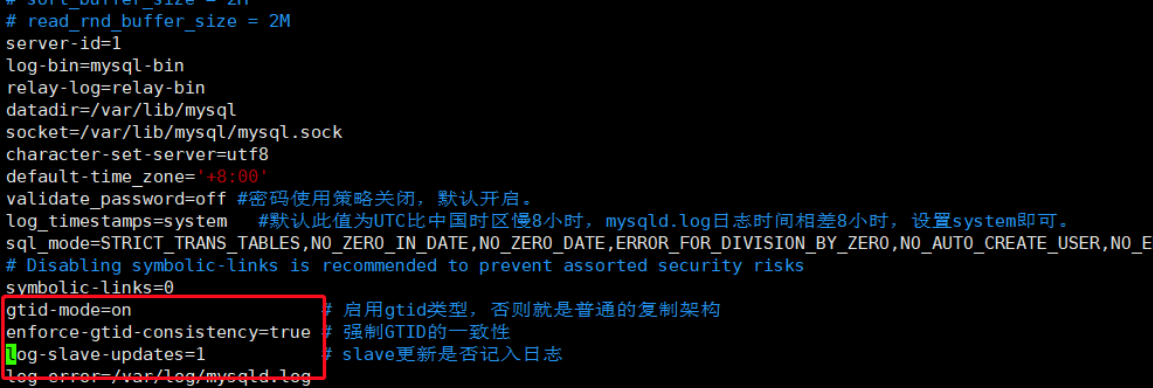 # sort_buffer_size = 2M
# read_rnd_buffer_size = 2M
server-id=1
log-bin=mysql-bin
relay-log=relay-bin
datadir=/var/lib/mysql
socket=/var/lib/mysql/mysql.sock
character-set-server=utf8
default-time_zone='+8:00'
validate_password=off #密码使用策略关闭，默认开启。
log_timestamps=system   #默认此值为UTC比中国时区慢8小时，mysqld.log日志时间相差8小时，设置system即可。
sql_mode=STRICT_TRANS_TABLES,NO_ZERO_IN_DATE,NO_ZERO_DATE,ERROR_FOR_DIVISION_BY_ZERO,NO_AUTO_CREATE_USER,NO_E
# Disabling symbolic-links is recommended to prevent assorted security risks
symbolic-links=0
gtid-mode=on                  # 启用gtid类型，否则就是普通的复制架构
enforce-gtid-consistency=true # 强制GTID的一致性
log-slave-updates=1           # slave更新是否记入日志
log-error=/var/log/mysqld.log